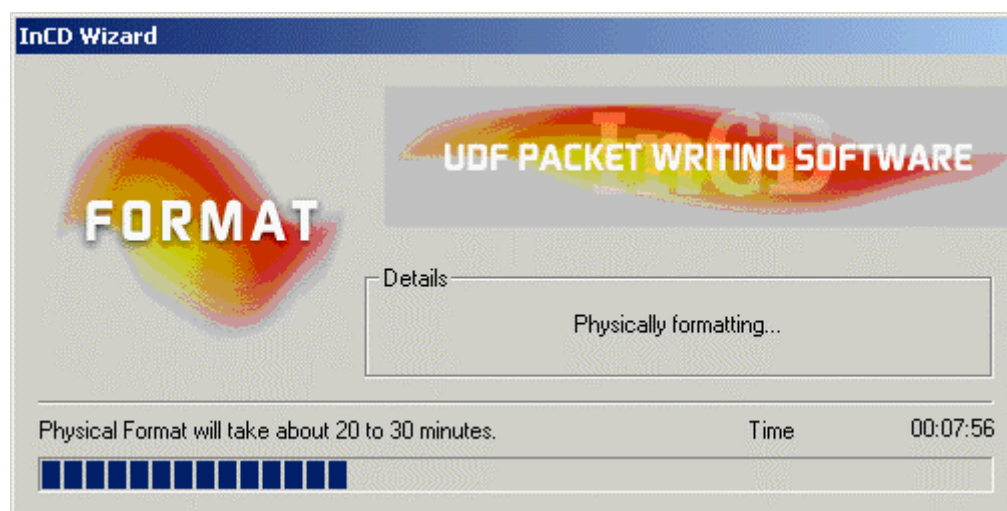 InCD Wizard
InCD
UDF PACKET WRITING SOFTWARE
FORMAT
Details
Physically formatting...
Physical Format will take about 20 to 30 minutes. Time 00:07:56